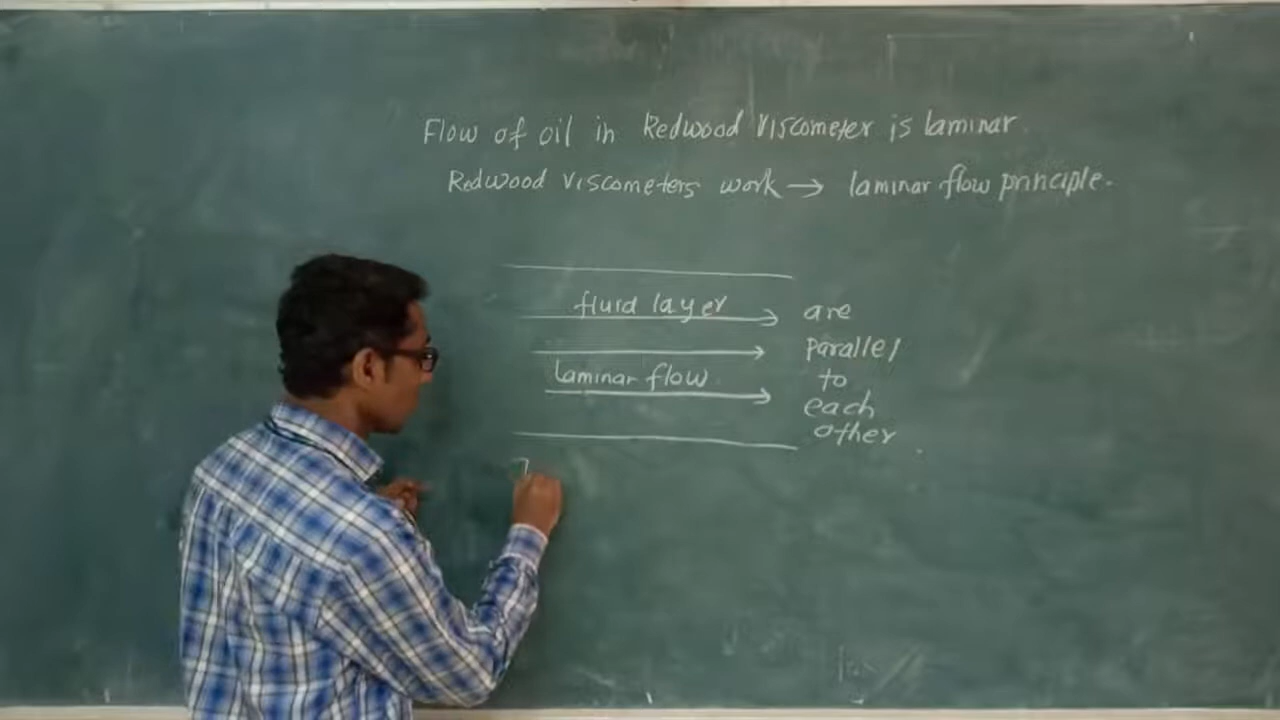 Flow of oil in Redwood Viscometer is laminar.
Redwood Viscometers work → laminar flow principle.
fluid layer → are
parallel
laminar flow → to
each
other.